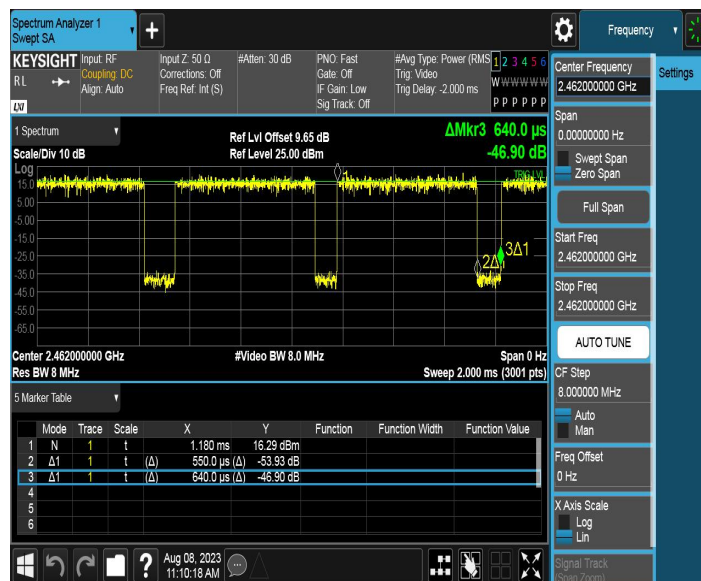 Spectrum Analyzer 1
Swept SA
Frequency
KEYSIGHT
RL
LXI
Input: RF
Coupling: DC
Align: Auto
Input Z: 50 Ω
Corrections: Off
Freq Ref: Int (S)
#Atten: 30 dB
PNO: Fast
Gate: Off
IF Gain: Low
Sig Track: Off
#Avg Type: Power (RMS
Trig: Video
Trig Delay: -2.000 ms
1 2 3 4 5 6
W W W W W W
P P P P P P
Center Frequency
2.462000000 GHz
Settings
Span
0.00000000 Hz
Swept Span
Zero Span
Full Span
Start Freq
2.462000000 GHz
Stop Freq
2.462000000 GHz
AUTO TUNE
CF Step
8.000000 MHz
Auto
Man
Freq Offset
0 Hz
X Axis Scale
Log
Lin
Signal Track
(Span Zoom)
1 Spectrum
Scale/Div 10 dB
Ref Lvl Offset 9.65 dB
Ref Level 25.00 dBm
ΔMkr3 640.0 µs
-46.90 dB
Log
15.0
5.00
-5.00
-15.0
-25.0
-35.0
-45.0
-55.0
-65.0
1
TRIG LVL
2Δ1
3Δ1
Center 2.462000000 GHz
Res BW 8 MHz
#Video BW 8.0 MHz
Span 0 Hz
Sweep 2.000 ms (3001 pts)
5 Marker Table
Mode Trace Scale X Y Function Function Width Function Value
1 N 1 t 1.180 ms 16.29 dBm
2 Δ1 1 t (Δ) 550.0 µs (Δ) -53.93 dB
3 Δ1 1 t (Δ) 640.0 µs (Δ) -46.90 dB
4
5
6
?
Aug 08, 2023
11:10:18 AM